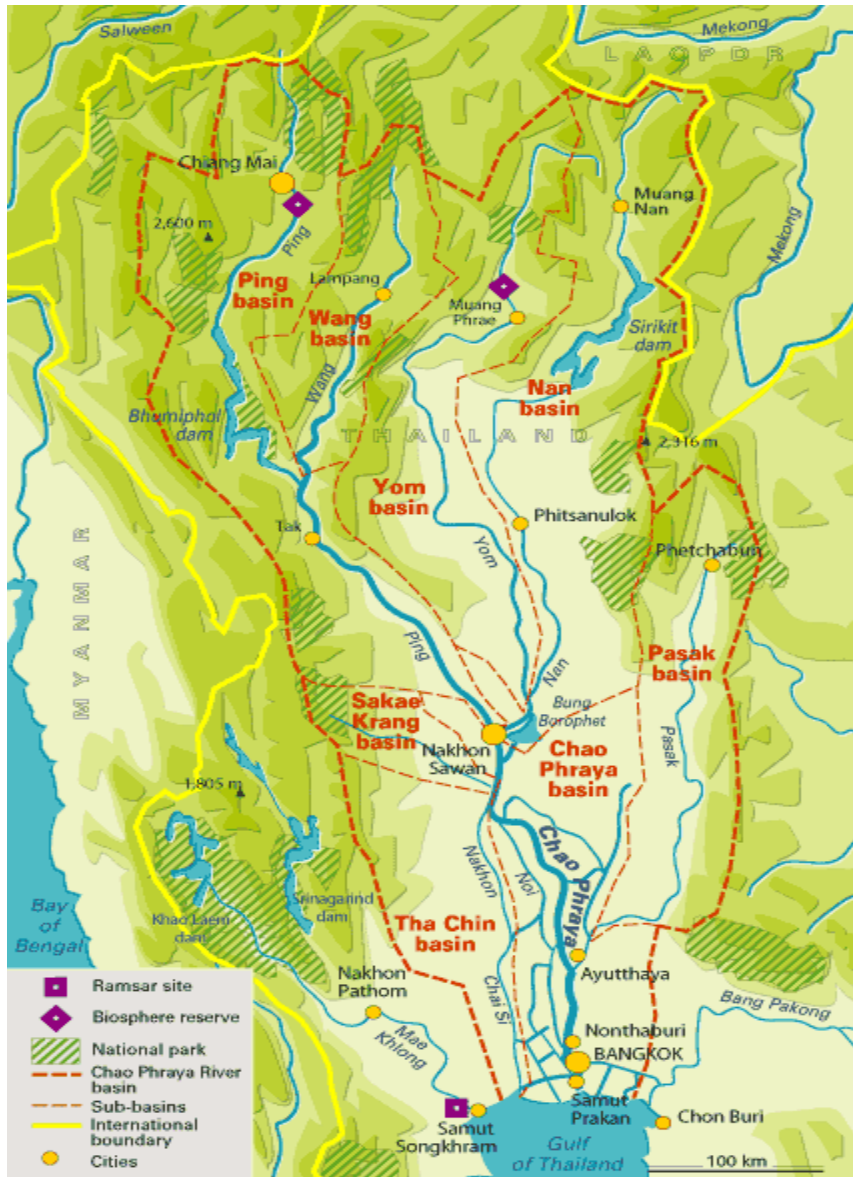 Salween
Mekong
LAOPDR
Chiang Mai
Muang
Nan
2,600 m
Ping
Mekong
Ping
basin
Lampang
Wang
basin
Muang
Phrae
Sirikit
dam
Nan
basin
Wang
Bhumiphol
dam
THAILAND
2,316 m
Yom
basin
Phitsanulok
Tak
Yom
Phetchabun
MYANMAR
Ping
Nan
Pasak
basin
Sakae
Krang
basin
Bung
Borophet
Nakhon
Sawan
Chao
Phraya
basin
Pasak
1,805 m
Chao Phraya
Nakhon
Noi
Srinagarind
dam
Khao Laem
dam
Bay
of
Bengal
Tha Chin
basin
Chai Si
Ayutthaya
Nakhon
Pathom
Bang Pakong
Mae
Khlong
Nonthaburi
BANGKOK
Samut
Prakan
Chon Buri
Samut
Songkhram
Gulf
of Thailand
100 km
Ramsar site
Biosphere reserve
National park
Chao Phraya River
basin
Sub-basins
International
boundary
Cities